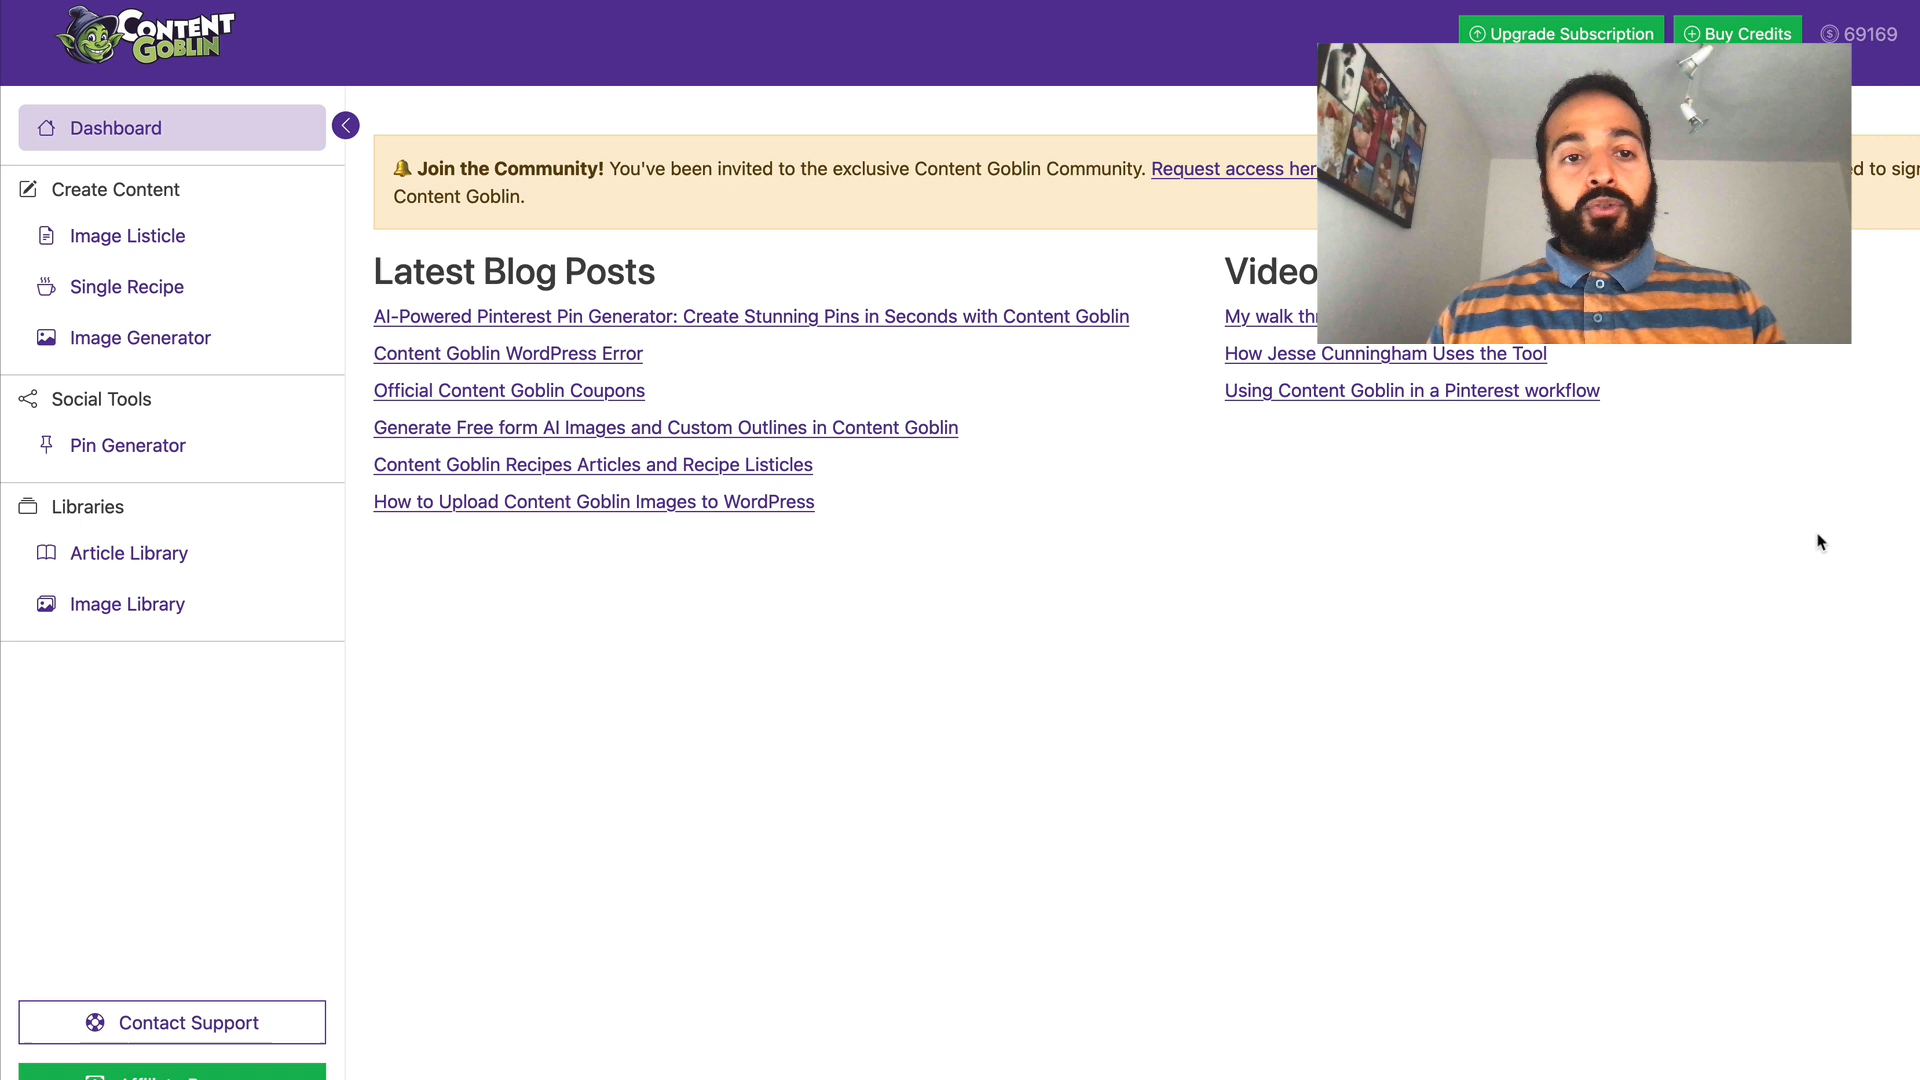 CONTENT
GOBLIN
Upgrade Subscription
Buy Credits
69169
Dashboard
Join the Community! You've been invited to the exclusive Content Goblin Community. Request access her
ed to sign
Content Goblin.
Create Content
Image Listicle
Single Recipe
Image Generator
Social Tools
Pin Generator
Libraries
Article Library
Image Library
Contact Support
Latest Blog Posts
AI-Powered Pinterest Pin Generator: Create Stunning Pins in Seconds with Content Goblin
Content Goblin WordPress Error
Official Content Goblin Coupons
Generate Free form AI Images and Custom Outlines in Content Goblin
Content Goblin Recipes Articles and Recipe Listicles
How to Upload Content Goblin Images to WordPress
Video
My walk thr
How Jesse Cunningham Uses the Tool
Using Content Goblin in a Pinterest workflow